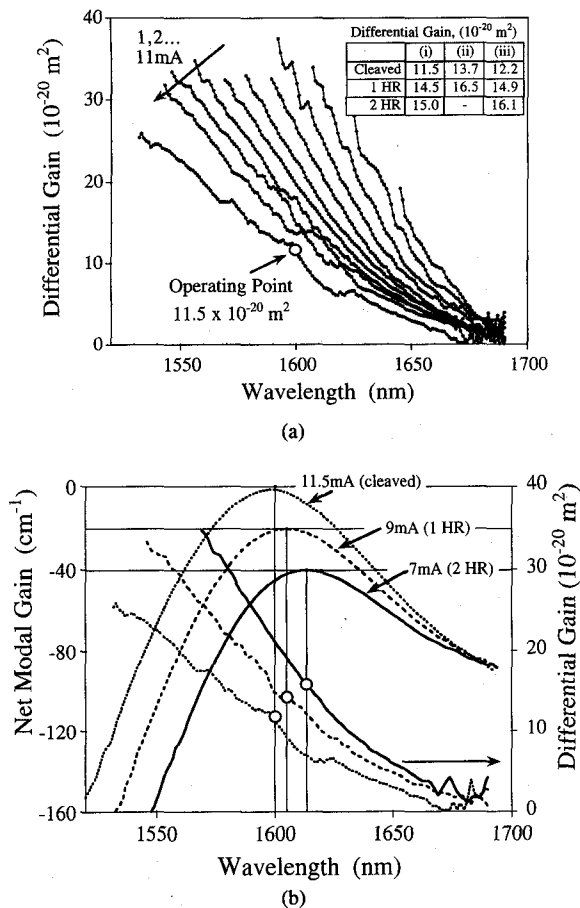 40
30
20
10
0
Differential Gain (10⁻²⁰ m²)
1,2...
11mA
Differential Gain, (10⁻²⁰ m²)
(i) (ii) (iii)
Cleaved 11.5 13.7 12.2
1 HR 14.5 16.5 14.9
2 HR 15.0 - 16.1
Operating Point
11.5 x 10⁻²⁰ m²
1550 1600 1650 1700
Wavelength (nm)
(a)
0
-40
-80
-120
-160
Net Modal Gain (cm⁻¹)
11.5mA (cleaved)
9mA (1 HR)
7mA (2 HR)
40
30
20
10
0
Differential Gain (10⁻²⁰ m²)
1550 1600 1650 1700
Wavelength (nm)
(b)